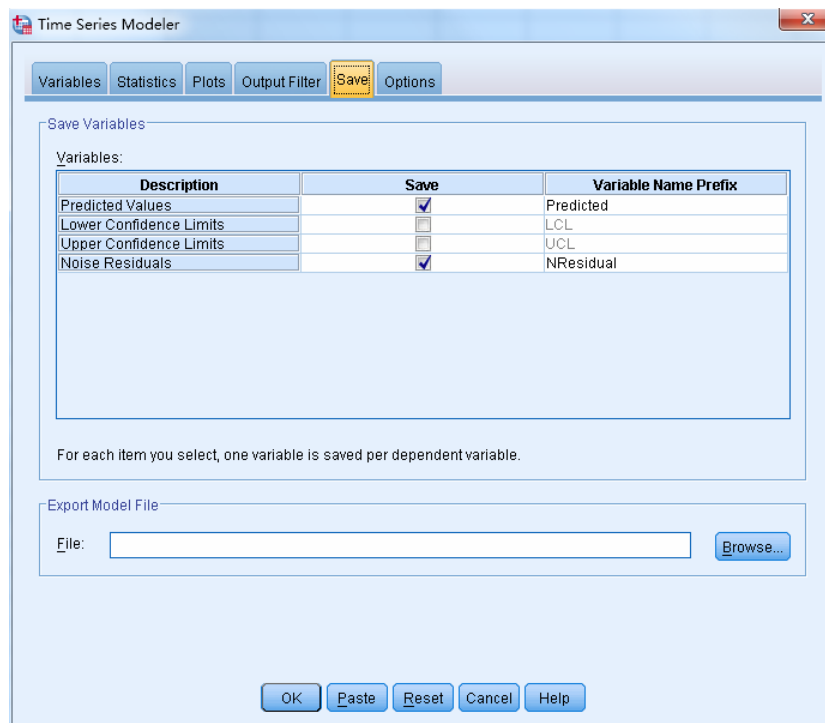 Time Series Modeler
Variables Statistics Plots Output Filter Save Options
Save Variables
Variables:
Description Save Variable Name Prefix
Predicted Values Predicted
Lower Confidence Limits LCL
Upper Confidence Limits UCL
Noise Residuals NResidual
For each item you select, one variable is saved per dependent variable.
Export Model File
File: Browse...
OK Paste Reset Cancel Help